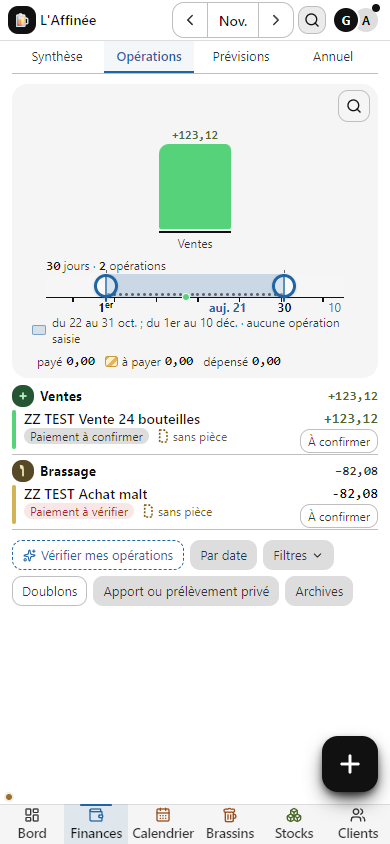 L'Affinée
Nov.
G A
Synthèse Opérations Prévisions Annuel
+123,12
Ventes
30 jours · 2 opérations
1er auj. 21 30 10
du 22 au 31 oct. ; du 1er au 10 déc. · aucune opération
saisie
payé 0,00 à payer 0,00 dépensé 0,00
Ventes +123,12
ZZ TEST Vente 24 bouteilles +123,12
Paiement à confirmer sans pièce À confirmer
Brassage -82,08
ZZ TEST Achat malt -82,08
Paiement à vérifier sans pièce À confirmer
Vérifier mes opérations Par date Filtres
Doublons Apport ou prélèvement privé Archives
Bord Finances Calendrier Brassins Stocks Clients